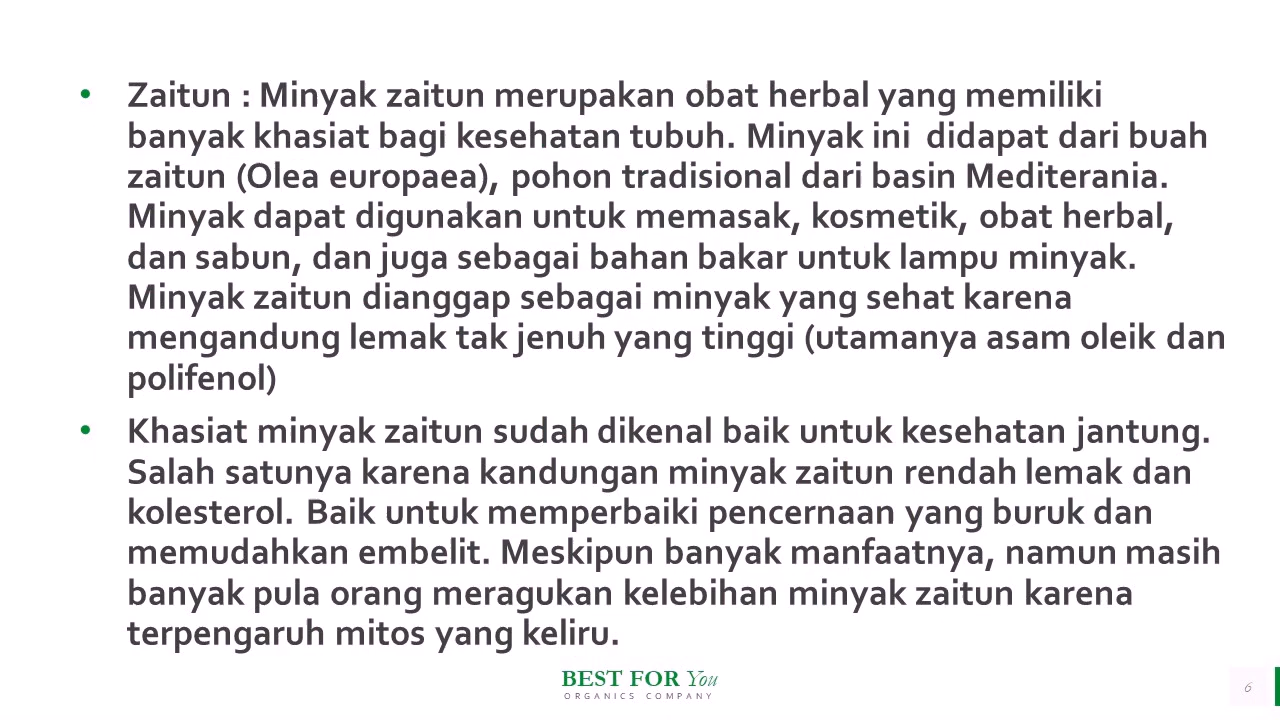 • Zaitun : Minyak zaitun merupakan obat herbal yang memiliki
banyak khasiat bagi kesehatan tubuh. Minyak ini  didapat dari buah
zaitun (Olea europaea), pohon tradisional dari basin Mediterania.
Minyak dapat digunakan untuk memasak, kosmetik, obat herbal,
dan sabun, dan juga sebagai bahan bakar untuk lampu minyak.
Minyak zaitun dianggap sebagai minyak yang sehat karena
mengandung lemak tak jenuh yang tinggi (utamanya asam oleik dan
polifenol)
• Khasiat minyak zaitun sudah dikenal baik untuk kesehatan jantung.
Salah satunya karena kandungan minyak zaitun rendah lemak dan
kolesterol. Baik untuk memperbaiki pencernaan yang buruk dan
memudahkan embelit. Meskipun banyak manfaatnya, namun masih
banyak pula orang meragukan kelebihan minyak zaitun karena
terpengaruh mitos yang keliru.
BEST FOR You
ORGANICS COMPANY
6